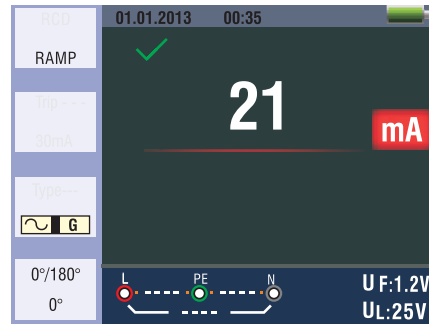 RCD
01.01.2013 00:35
RAMP
21
mA
Trip - - -
30mA
Type---
G
0°/180°
0°
L PE N
UF:1.2V
UL:25V